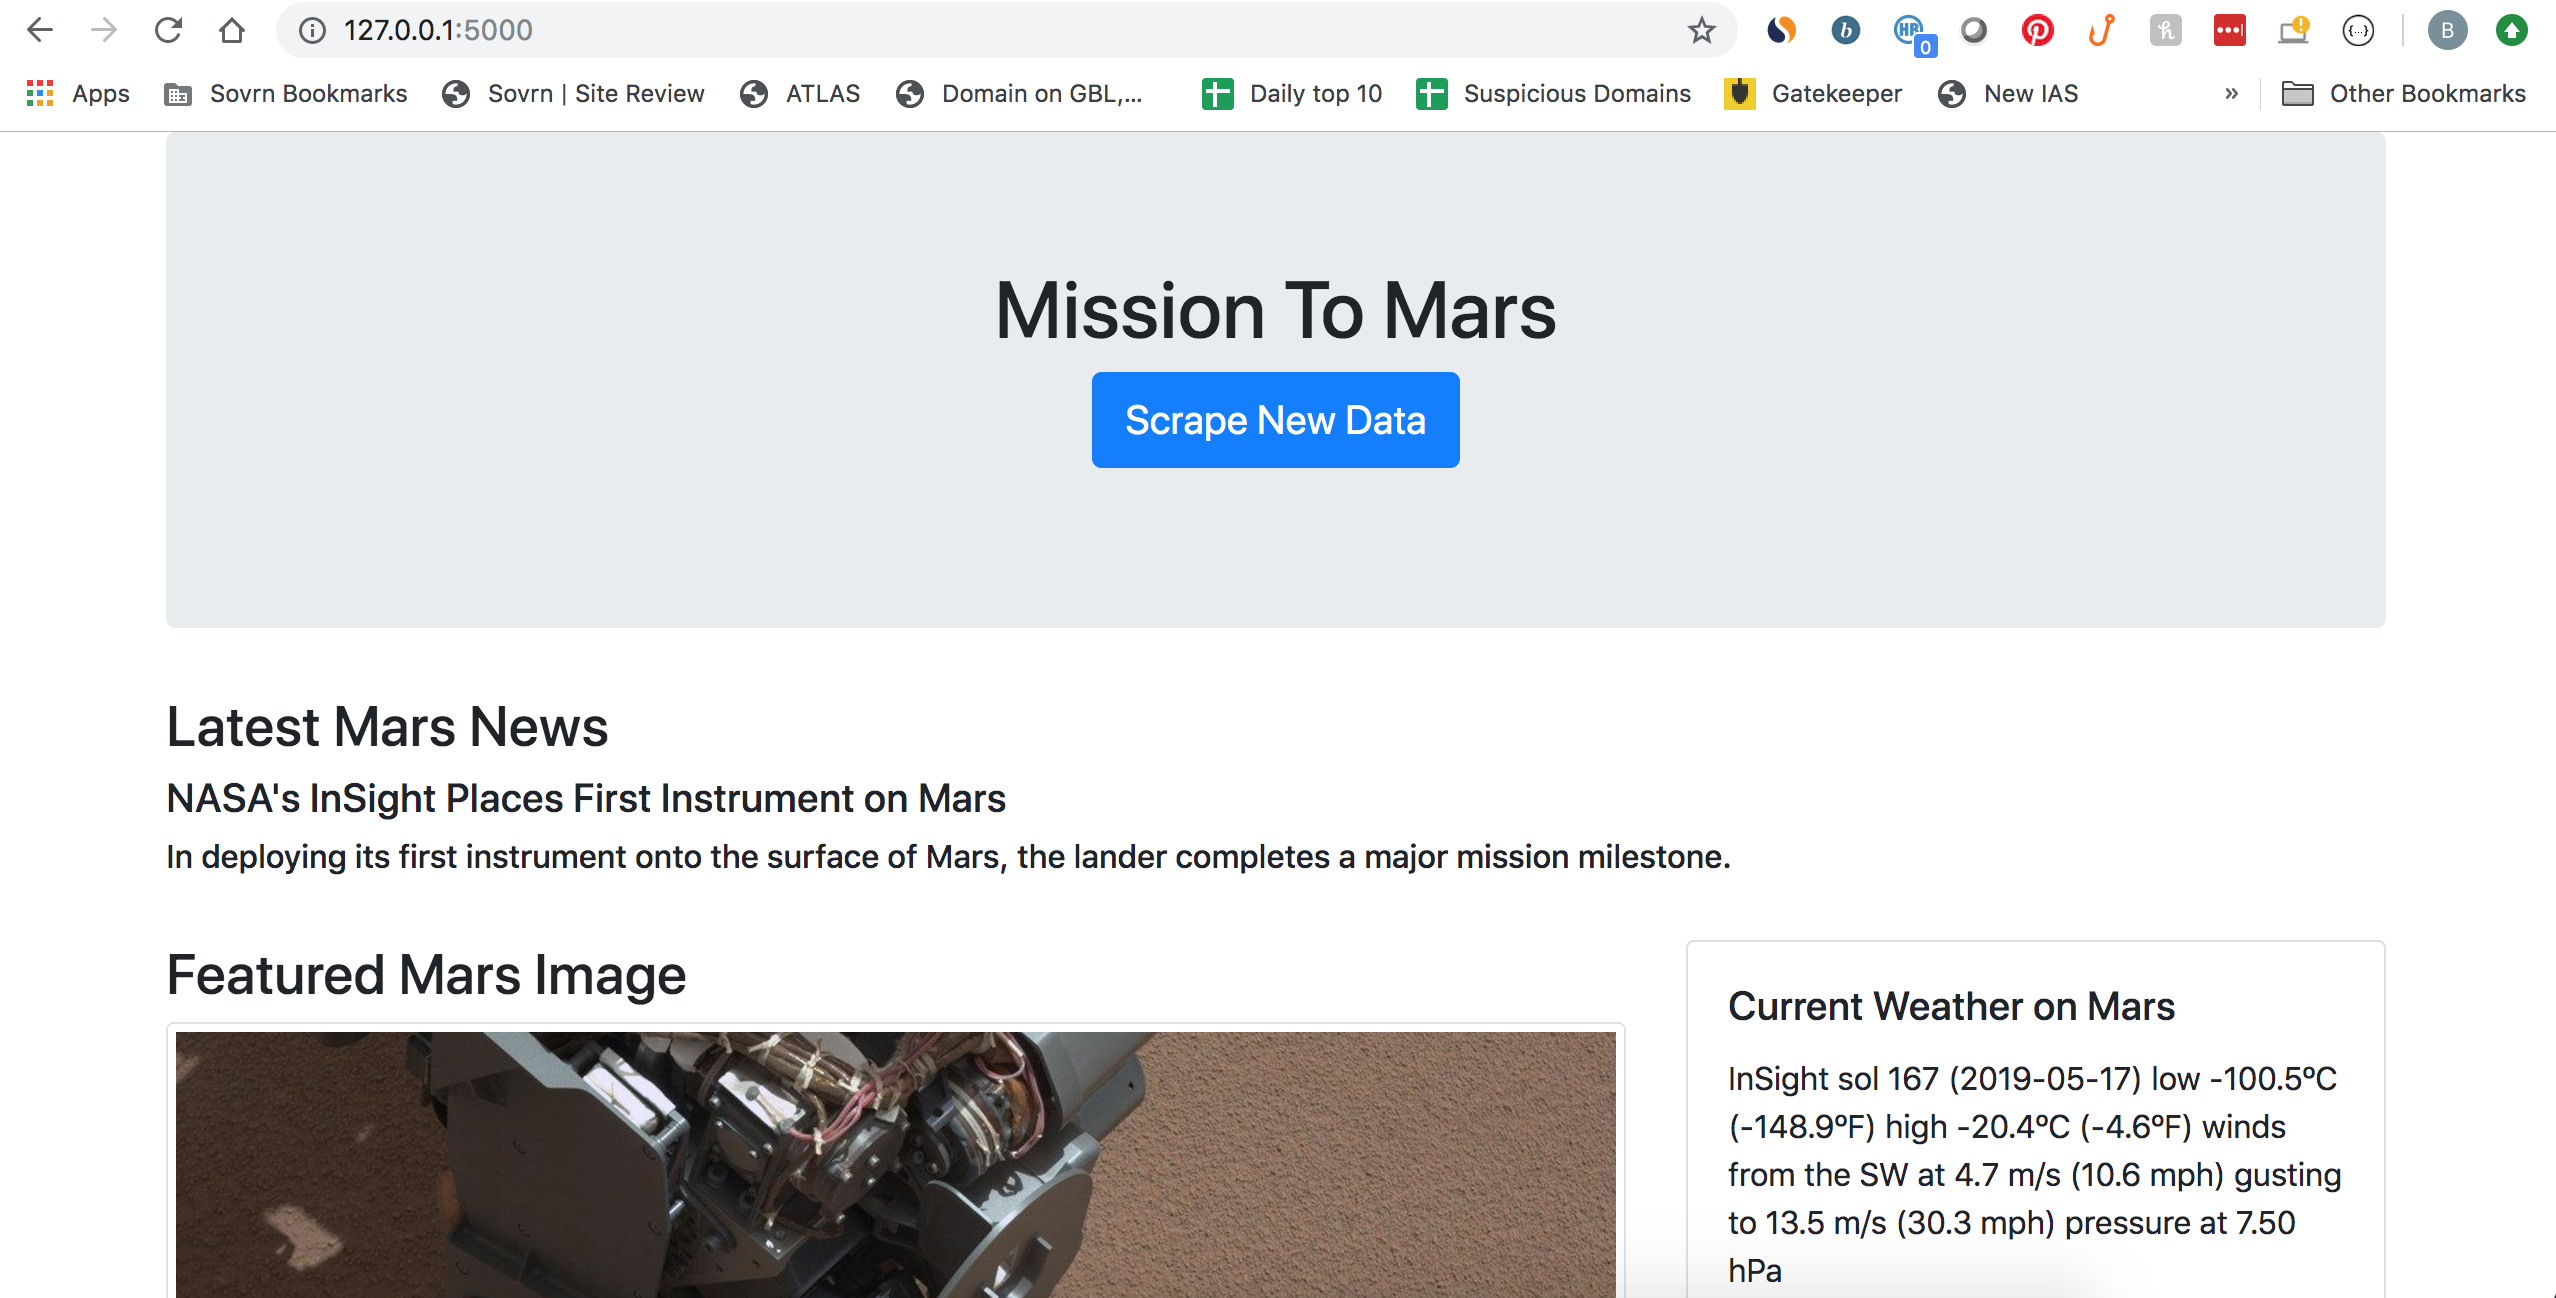 127.0.0.1:5000
HB
0
B
Apps
Sovrn Bookmarks
Sovrn | Site Review
ATLAS
Domain on GBL,...
Daily top 10
Suspicious Domains
Gatekeeper
New IAS
»
Other Bookmarks
Mission To Mars
Scrape New Data
Latest Mars News
NASA's InSight Places First Instrument on Mars
In deploying its first instrument onto the surface of Mars, the lander completes a major mission milestone.
Featured Mars Image
Current Weather on Mars
InSight sol 167 (2019-05-17) low -100.5ºC
(-148.9ºF) high -20.4ºC (-4.6ºF) winds
from the SW at 4.7 m/s (10.6 mph) gusting
to 13.5 m/s (30.3 mph) pressure at 7.50
hPa